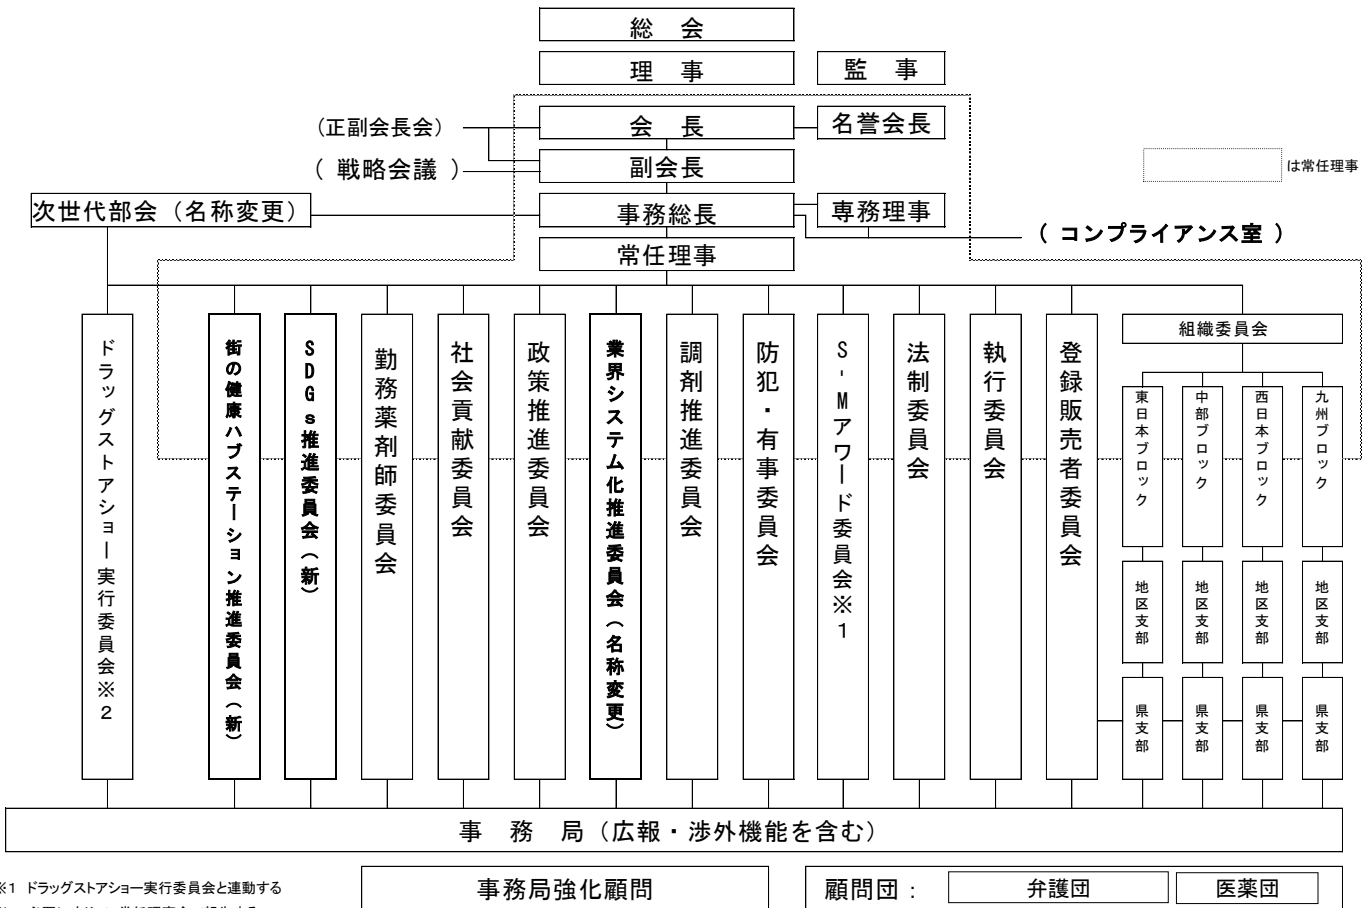 総　会
理　事
監　事
(正副会長会)
会　長
名誉会長
(　戦略会議　)
副会長
は常任理事
次世代部会（名称変更）
事務総長
専務理事
(　コンプライアンス室　)
常任理事
ドラッグストアショー実行委員会※２
街の健康ハブステーション推進委員会（新）
SDGs推進委員会（新）
勤務薬剤師委員会
社会貢献委員会
政策推進委員会
業界システム化推進委員会（名称変更）
調剤推進委員会
防犯・有事委員会
S-Mアワード委員会※１
法制委員会
執行委員会
登録販売者委員会
組織委員会
東日本ブロック
中部ブロック
西日本ブロック
九州ブロック
地区支部
地区支部
地区支部
地区支部
県支部
県支部
県支部
県支部
事　務　局（広報・渉外機能を含む）
※1 ドラッグストアショー実行委員会と連動する
事務局強化顧問
顧問団：
弁護団
医薬団